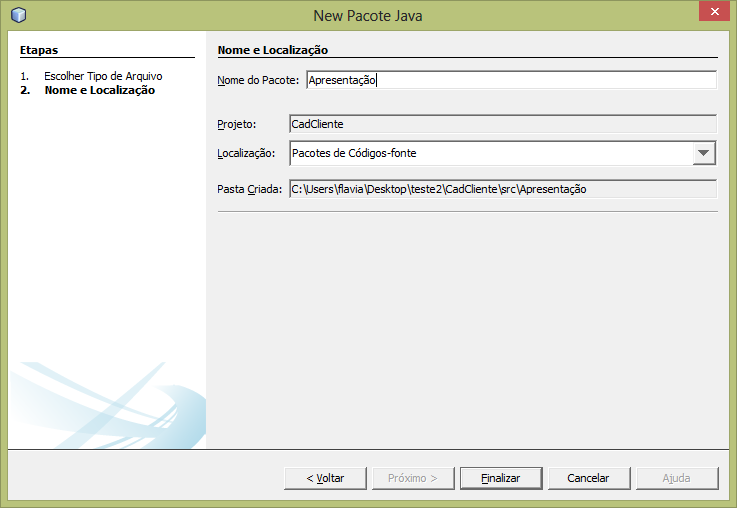 New Pacote Java
Etapas
1. Escolher Tipo de Arquivo
2. Nome e Localização
Nome e Localização
Nome do Pacote: Apresentação
Projeto: CadCliente
Localização: Pacotes de Códigos-fonte
Pasta Criada: C:\Users\flavia\Desktop\teste2\CadCliente\src\Apresentação
< Voltar Próximo > Finalizar Cancelar Ajuda